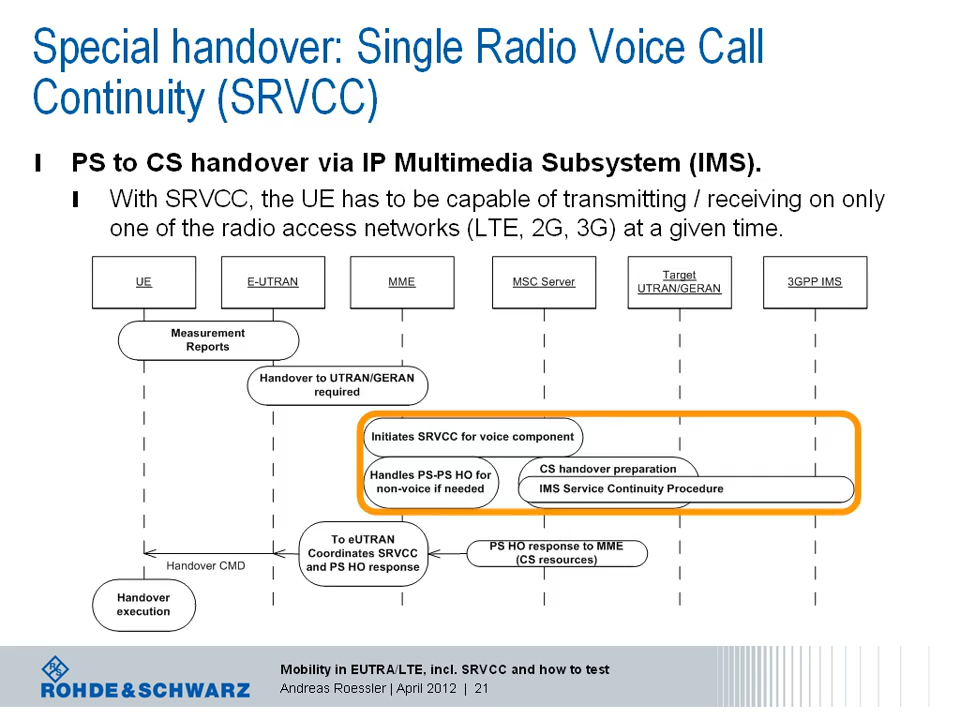 Special handover: Single Radio Voice Call
Continuity (SRVCC)
PS to CS handover via IP Multimedia Subsystem (IMS).
With SRVCC, the UE has to be capable of transmitting / receiving on only
one of the radio access networks (LTE, 2G, 3G) at a given time.
UE
E-UTRAN
MME
MSC Server
Target
UTRAN/GERAN
3GPP IMS
Measurement
Reports
Handover to UTRAN/GERAN
required
Initiates SRVCC for voice component
Handles PS-PS HO for
non-voice if needed
CS handover preparation
IMS Service Continuity Procedure
To eUTRAN
Coordinates SRVCC
and PS HO response
PS HO response to MME
(CS resources)
Handover CMD
Handover
execution
R S
ROHDE & SCHWARZ
Mobility in EUTRA/LTE, incl. SRVCC and how to test
Andreas Roessler | April 2012 | 21